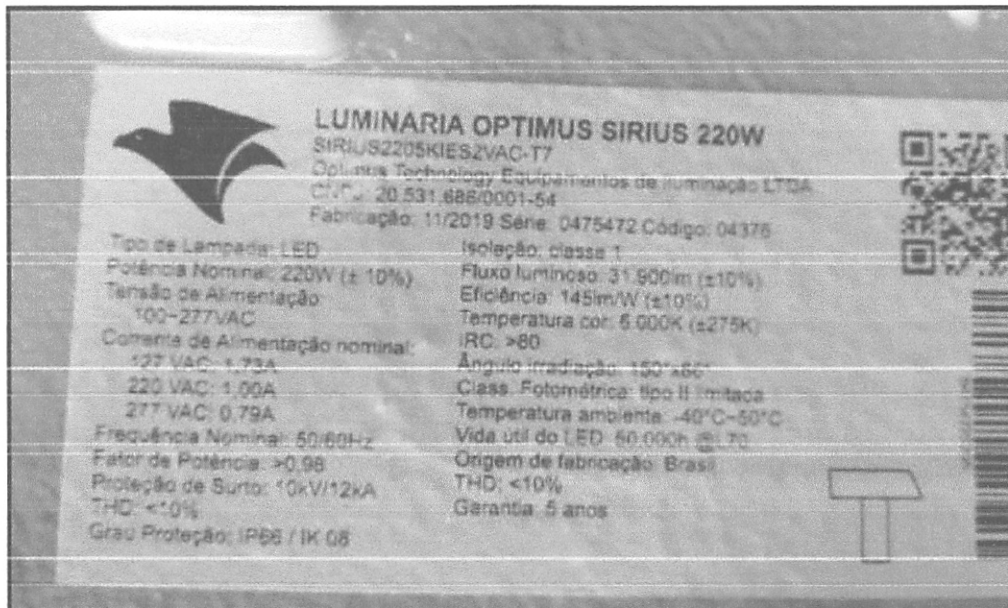 LUMINARIA OPTIMUS SIRIUS 220W
SIRIUS2205KIES2VAC-T7
Optimus Technology Equipamentos de iluminação LTDA
CNPJ: 20.531.686/0001-54
Fabricação: 11/2019 Série: 0475472 Código: 04376
Tipo de Lampada: LED
Potência Nominal: 220W (± 10%)
Tensão de Alimentação:
100~277VAC
Corrente de Alimentação nominal:
127 VAC: 1,73A
220 VAC: 1,00A
277 VAC: 0,79A
Frequência Nominal: 50/60Hz
Fator de Potência: >0,98
Proteção de Surto: 10kV/12kA
THD: <10%
Grau Proteção: IP66 / IK 08
Isolação: classe 1
Fluxo luminoso: 31.900lm (±10%)
Eficiência: 145lm/W (±10%)
Temperatura cor: 5.000K (±275K)
IRC: >80
Ângulo irradiação: 150°x
Class. Fotométrica: tipo II limitada
Temperatura ambiente: -40°C~50°C
Vida útil do LED: 50.000h @L70
Origem de fabricação: Brasil
THD: <10%
Garantia: 5 anos